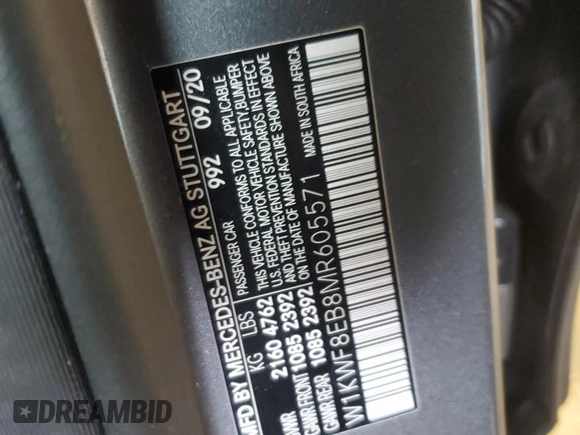 MFD BY MERCEDES-BENZ AG STUTTGART
992 09/20
PASSENGER CAR
KG LBS
THIS VEHICLE CONFORMS TO ALL APPLICABLE
U.S. FEDERAL MOTOR VEHICLE SAFETY, BUMPER
AND THEFT PREVENTION STANDARDS IN EFFECT
ON THE DATE OF MANUFACTURE SHOWN ABOVE
GVWR 2160 4762
GAWR FRONT 1085 2392
GAWR REAR 1085 2392
MADE IN SOUTH AFRICA
W1KWF8EB8MR605571
DREAMBID